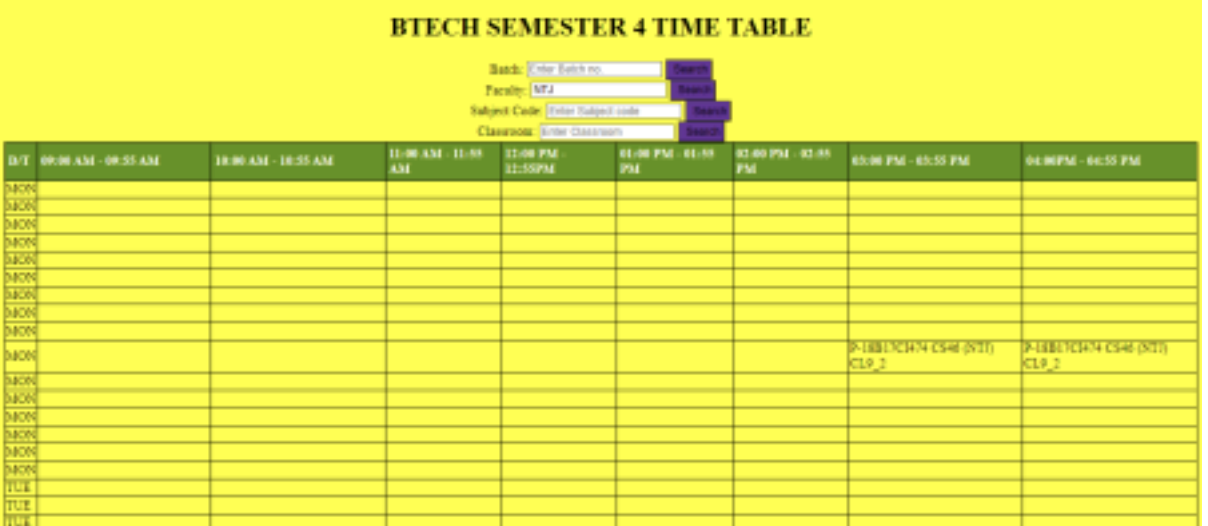 BTECH SEMESTER 4 TIME TABLE
Batch: Enter Batch no. Search
Faculty: NTJ Search
Subject Code: Enter Subject code Search
Classroom: Enter Classroom Search
D/T 09:00 AM - 09:55 AM 10:00 AM - 10:55 AM 11:00 AM - 11:55 AM 12:00 PM - 12:55PM 01:00 PM - 01:55 PM 02:00 PM - 02:55 PM 03:00 PM - 03:55 PM 04:00PM - 04:55 PM
MON
MON
MON
MON
MON
MON
MON
MON
MON
MON P-18B17CI474 CS46 (NTJ) CL9_2 P-18B17CI474 CS46 (NTJ) CL9_2
MON
MON
MON
MON
MON
MON
TUE
TUE
TUE